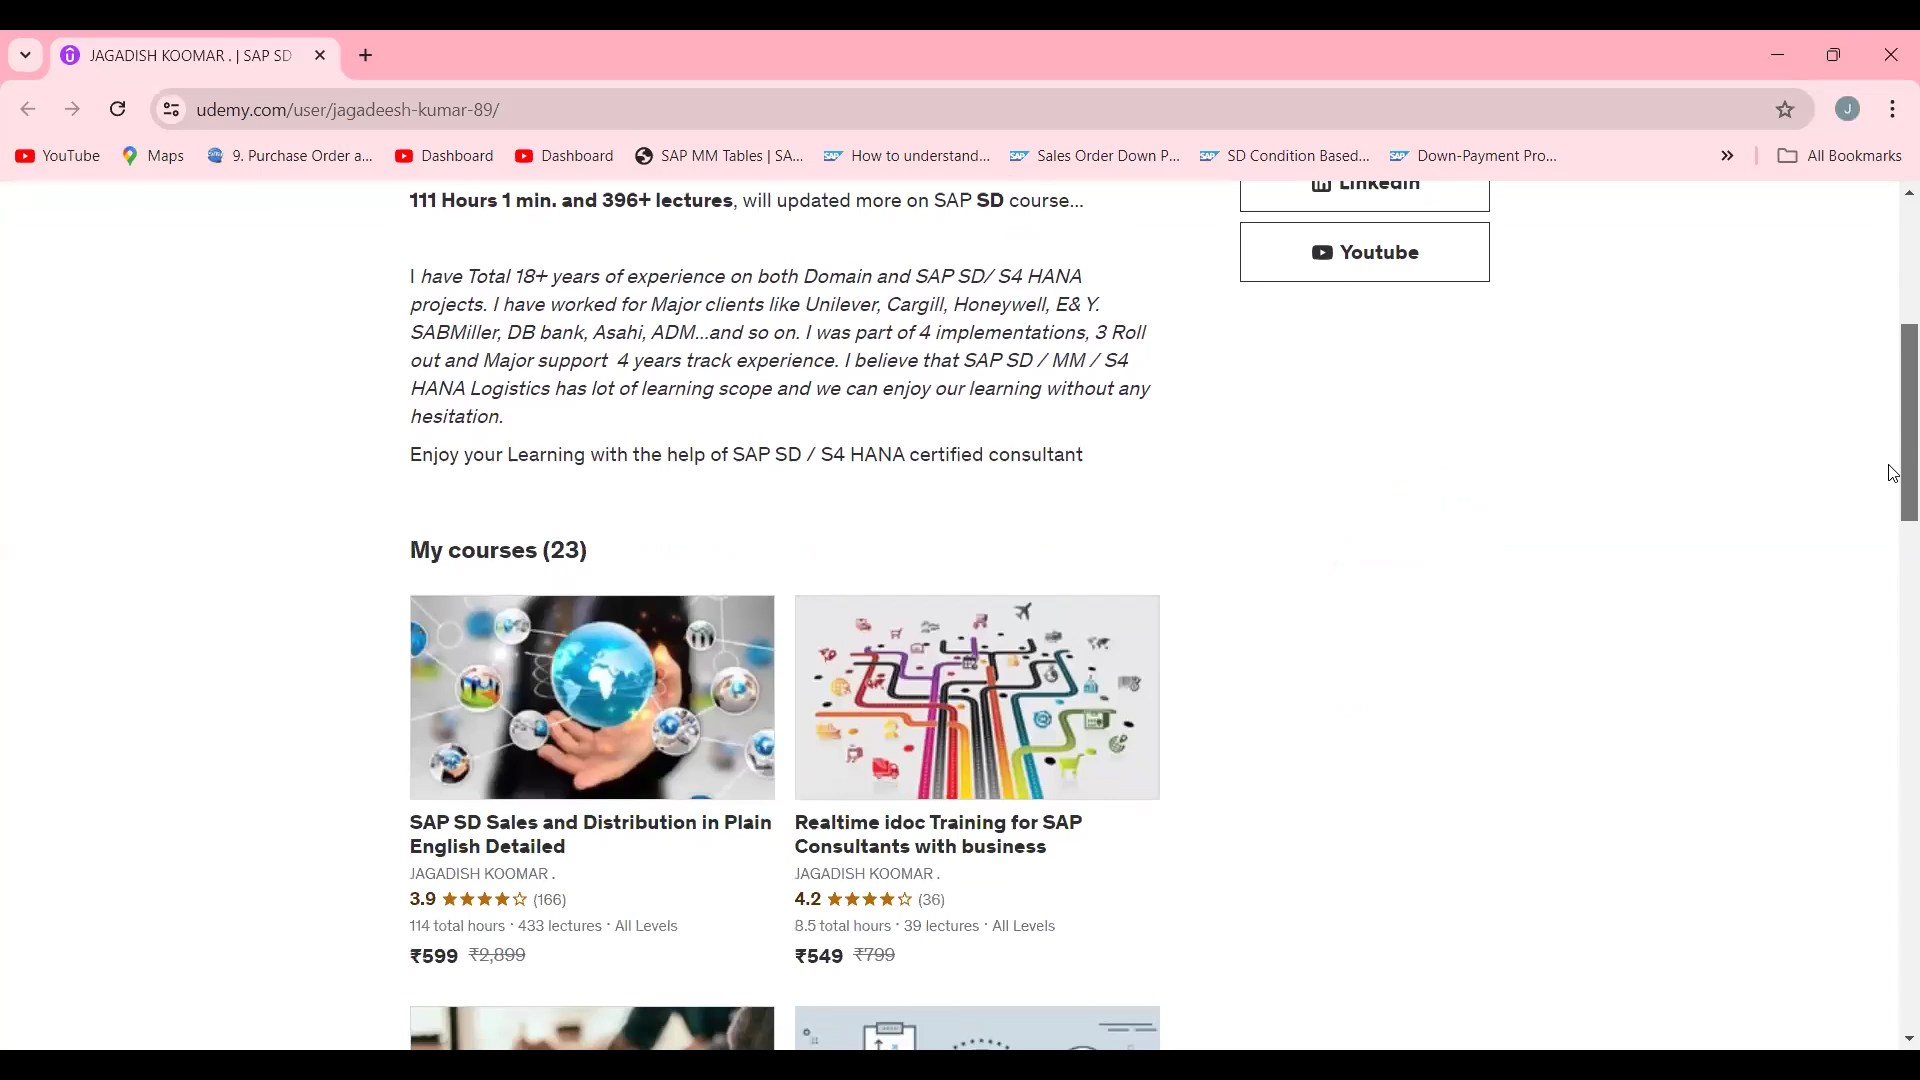 JAGADISH KOOMAR . | SAP SD
udemy.com/user/jagadeesh-kumar-89/
J
YouTube
Maps
9. Purchase Order a...
Dashboard
Dashboard
SAP MM Tables | SA...
How to understand...
Sales Order Down P...
SD Condition Based...
Down-Payment Pro...
All Bookmarks
111 Hours 1 min. and 396+ lectures, will updated more on SAP SD course...
LinkedIn
Youtube
I have Total 18+ years of experience on both Domain and SAP SD/ S4 HANA
projects. I have worked for Major clients like Unilever, Cargill, Honeywell, E& Y.
SABMiller, DB bank, Asahi, ADM...and so on. I was part of 4 implementations, 3 Roll
out and Major support  4 years track experience. I believe that SAP SD / MM / S4
HANA Logistics has lot of learning scope and we can enjoy our learning without any
hesitation.
Enjoy your Learning with the help of SAP SD / S4 HANA certified consultant
My courses (23)
SAP SD Sales and Distribution in Plain
English Detailed
JAGADISH KOOMAR .
3.9 (166)
114 total hours · 433 lectures · All Levels
₹599 ₹2,899
Realtime idoc Training for SAP
Consultants with business
JAGADISH KOOMAR .
4.2 (36)
8.5 total hours · 39 lectures · All Levels
₹549 ₹799